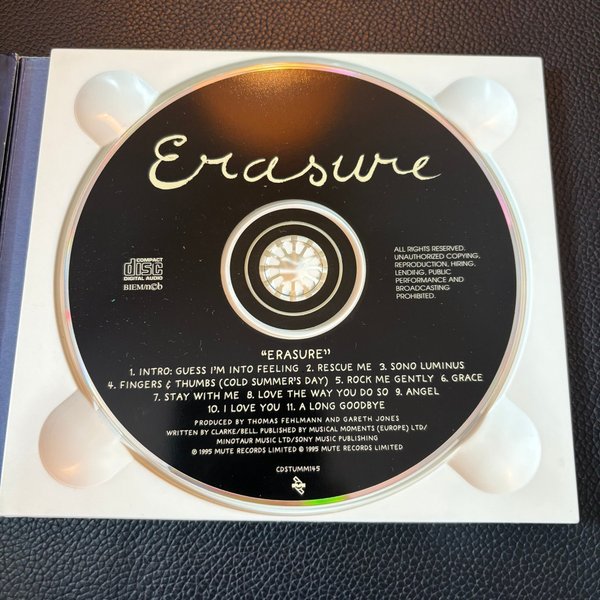 Erasure
COMPACT
disc
DIGITAL AUDIO
BIEM/n©b
ALL RIGHTS RESERVED.
UNAUTHORIZED COPYING,
REPRODUCTION, HIRING,
LENDING, PUBLIC
PERFORMANCE AND
BROADCASTING
PROHIBITED.
“ERASURE”
1. INTRO: GUESS I'M INTO FEELING 2. RESCUE ME 3. SONO LUMINUS
4. FINGERS & THUMBS (COLD SUMMER'S DAY) 5. ROCK ME GENTLY 6. GRACE
7. STAY WITH ME 8. LOVE THE WAY YOU DO SO 9. ANGEL
10. I LOVE YOU 11. A LONG GOODBYE
PRODUCED BY THOMAS FEHLMANN AND GARETH JONES
WRITTEN BY CLARKE/BELL. PUBLISHED BY MUSICAL MOMENTS (EUROPE) LTD/
MINOTAUR MUSIC LTD/SONY MUSIC PUBLISHING
℗ 1995 MUTE RECORDS LIMITED © 1995 MUTE RECORDS LIMITED
CDSTUMM145